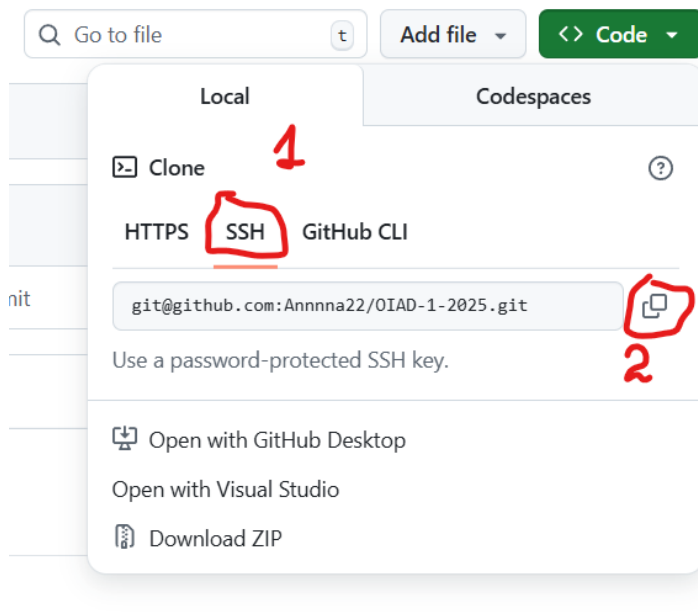 Go to file t Add file <> Code
Local Codespaces
1
Clone
HTTPS SSH GitHub CLI
nit
git@github.com:Annnna22/OIAD-1-2025.git
2
Use a password-protected SSH key.
Open with GitHub Desktop
Open with Visual Studio
Download ZIP